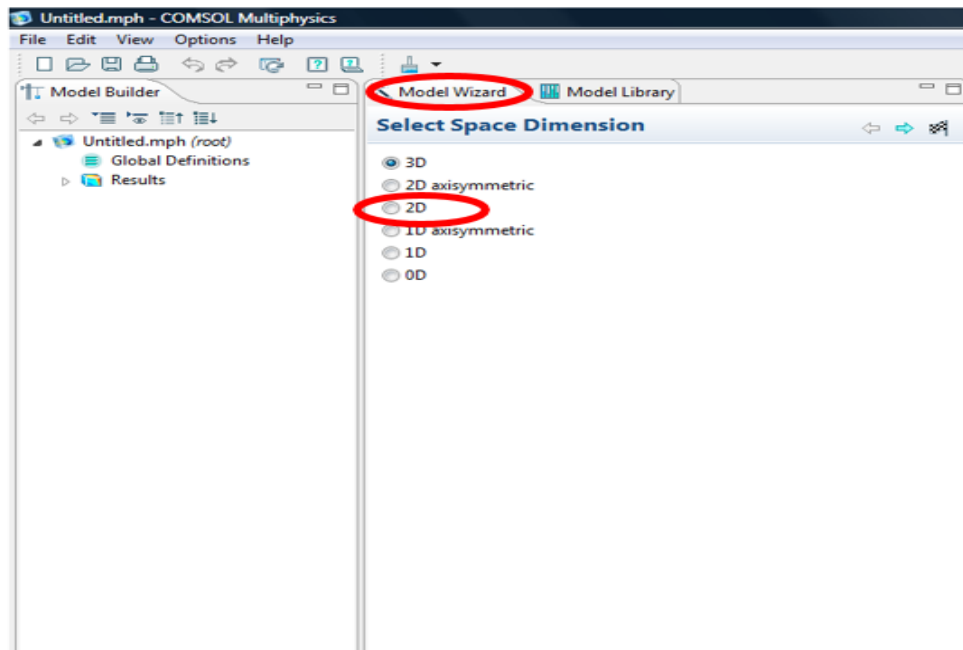 Untitled.mph - COMSOL Multiphysics
File Edit View Options Help
Model Builder
Untitled.mph (root)
Global Definitions
Results
Model Wizard
Model Library
Select Space Dimension
3D
2D axisymmetric
2D
1D axisymmetric
1D
0D